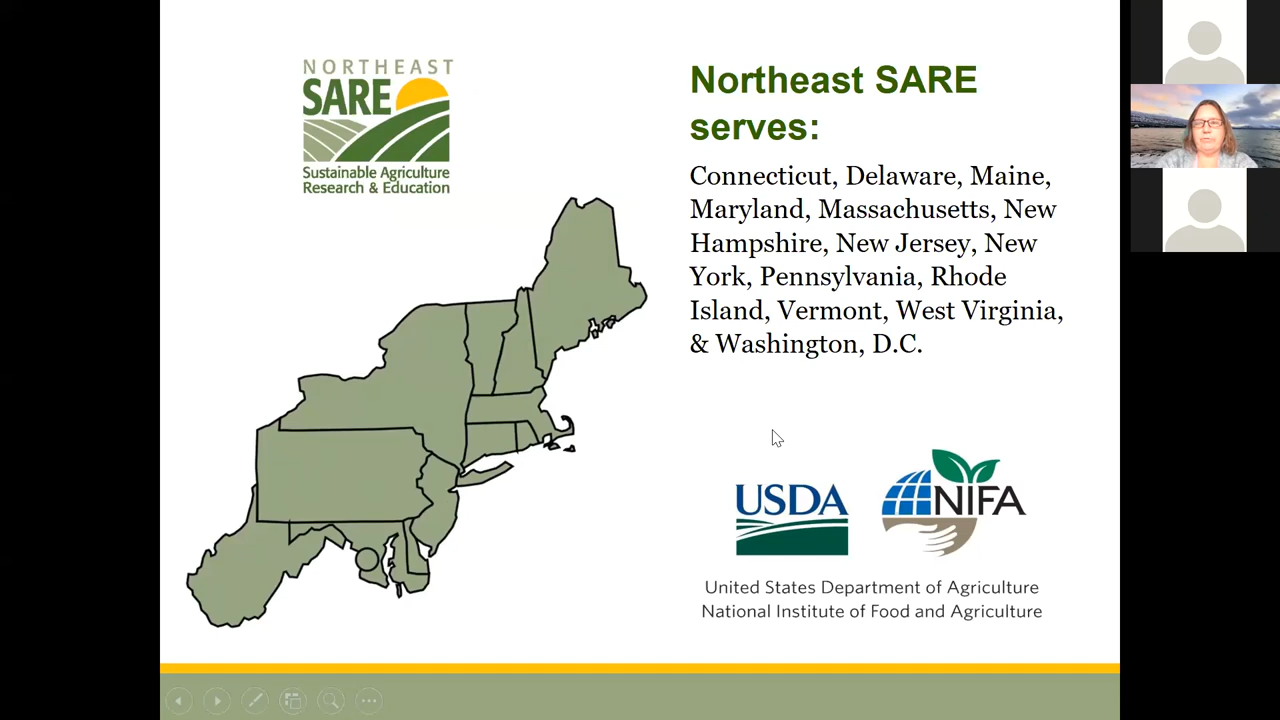 NORTHEAST
SARE
Sustainable Agriculture
Research & Education
Northeast SARE
serves:
Connecticut, Delaware, Maine,
Maryland, Massachusetts, New
Hampshire, New Jersey, New
York, Pennsylvania, Rhode
Island, Vermont, West Virginia,
& Washington, D.C.
USDA
NIFA
United States Department of Agriculture
National Institute of Food and Agriculture